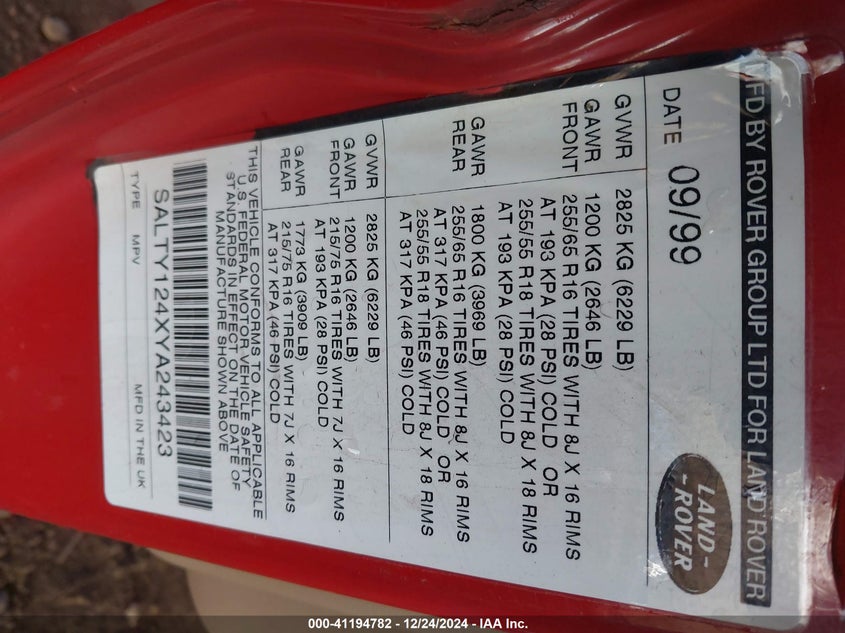 MFD BY ROVER GROUP LTD FOR LAND ROVER
DATE 09/99
LAND-
-ROVER
GVWR 2825 KG (6229 LB)
GAWR 1200 KG (2646 LB)
FRONT 255/65 R16 TIRES WITH 8J X 16 RIMS
AT 193 KPA (28 PSI) COLD OR
255/55 R18 TIRES WITH 8J X 18 RIMS
AT 193 KPA (28 PSI) COLD
GAWR 1800 KG (3969 LB)
REAR 255/65 R16 TIRES WITH 8J X 16 RIMS
AT 317 KPA (46 PSI) COLD OR
255/55 R18 TIRES WITH 8J X 18 RIMS
AT 317 KPA (46 PSI) COLD
GVWR 2825 KG (6229 LB)
GAWR 1200 KG (2646 LB)
FRONT 215/75 R16 TIRES WITH 7J X 16 RIMS
AT 193 KPA (28 PSI) COLD
GAWR 1773 KG (3909 LB)
REAR 215/75 R16 TIRES WITH 7J X 16 RIMS
AT 317 KPA (46 PSI) COLD
THIS VEHICLE CONFORMS TO ALL APPLICABLE
U.S. FEDERAL MOTOR VEHICLE SAFETY
STANDARDS IN EFFECT ON THE DATE OF
MANUFACTURE SHOWN ABOVE
SALTY124XYA243423
TYPE MPV MFD IN THE UK
000-41194782 - 12/24/2024 - IAA Inc.